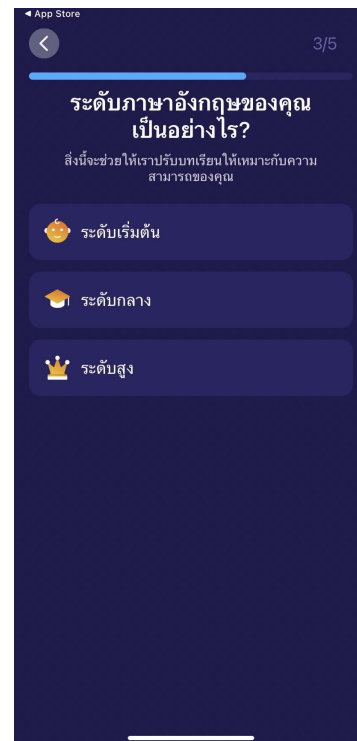 ◀ App Store
3/5
ระดับภาษาอังกฤษของคุณ
เป็นอย่างไร?
สิ่งนี้จะช่วยให้เราปรับบทเรียนให้เหมาะกับความ
สามารถของคุณ
ระดับเริ่มต้น
ระดับกลาง
ระดับสูง